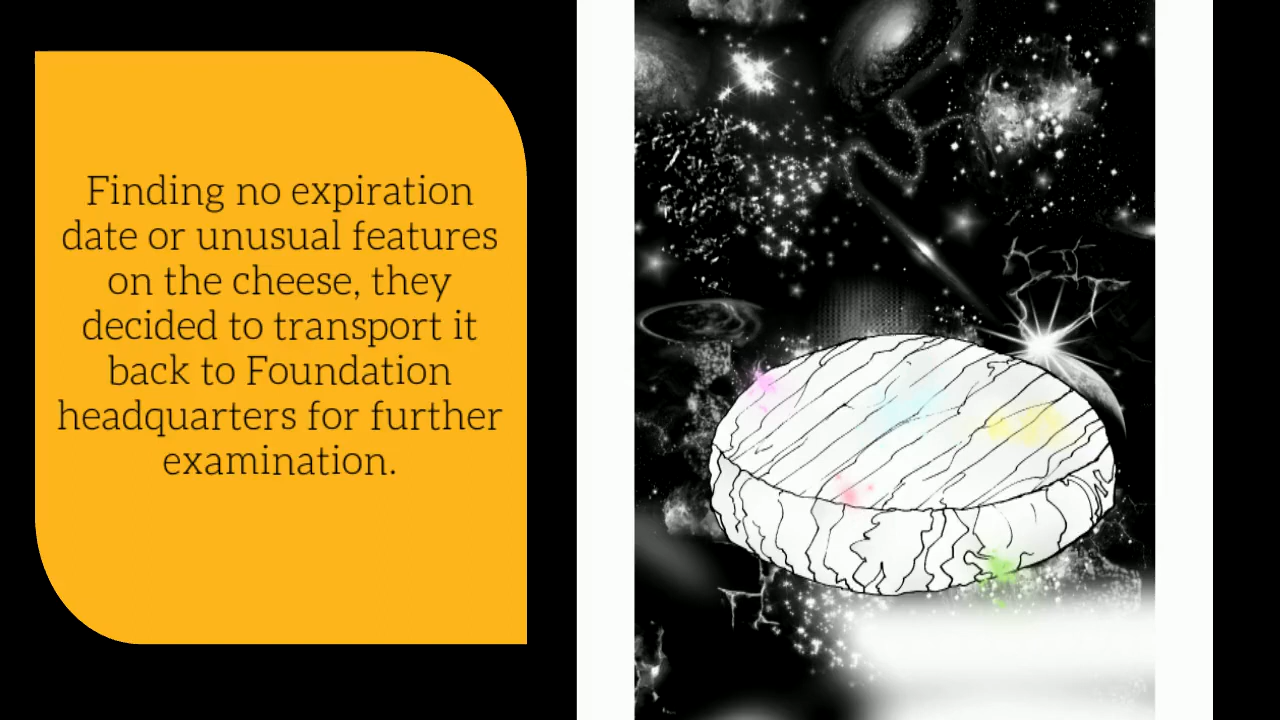 Finding no expiration
date or unusual features
on the cheese, they
decided to transport it
back to Foundation
headquarters for further
examination.